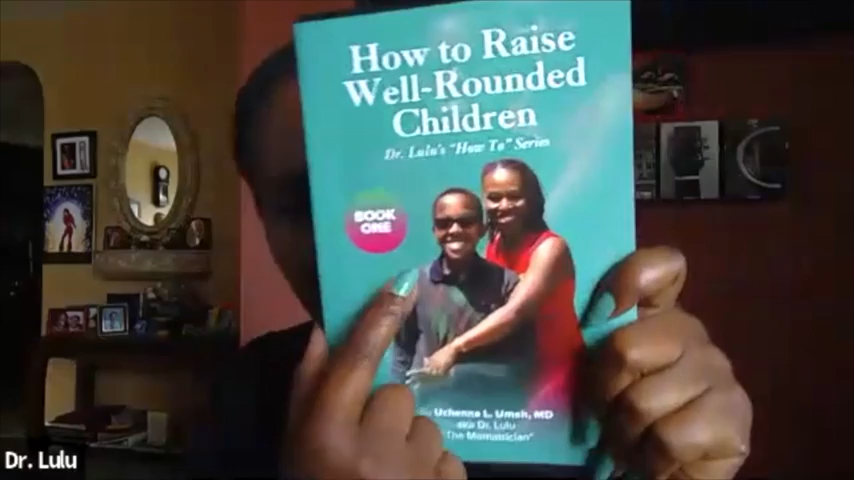 How to Raise
Well-Rounded
Children
Dr. Lulu's "How To" Series
BOOK
ONE
Uchenna L. Umeh, MD
aka Dr. Lulu
The Momatrician"
Dr. Lulu